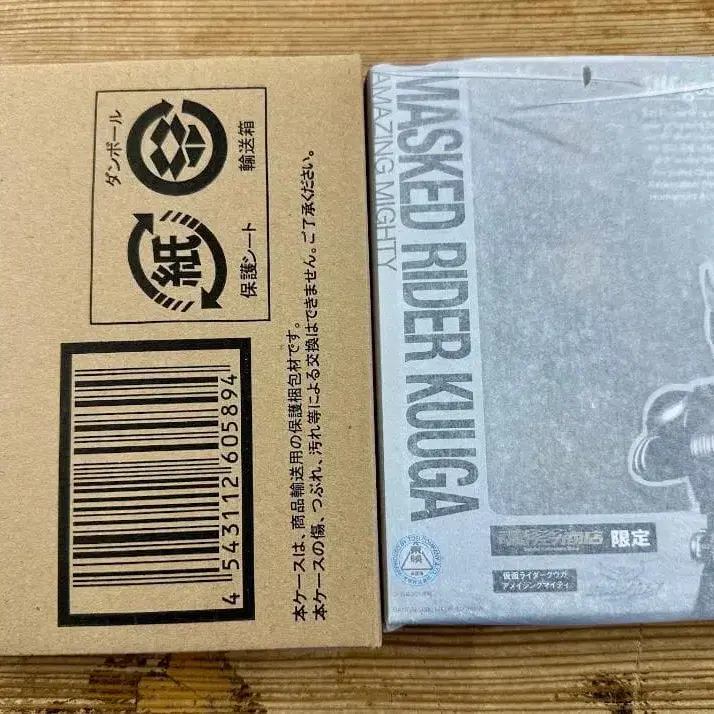 ダンボール
輸送箱
紙
保護シート
4 543112 605894
本ケースは、商品輸送用の保護梱包材です。
本ケースの傷、つぶれ、汚れ等による交換はできません。ご了承ください。
MASKED RIDER KUUGA
AMAZING MIGHTY
限定
仮面ライダークウガ
アメイジングマイティ